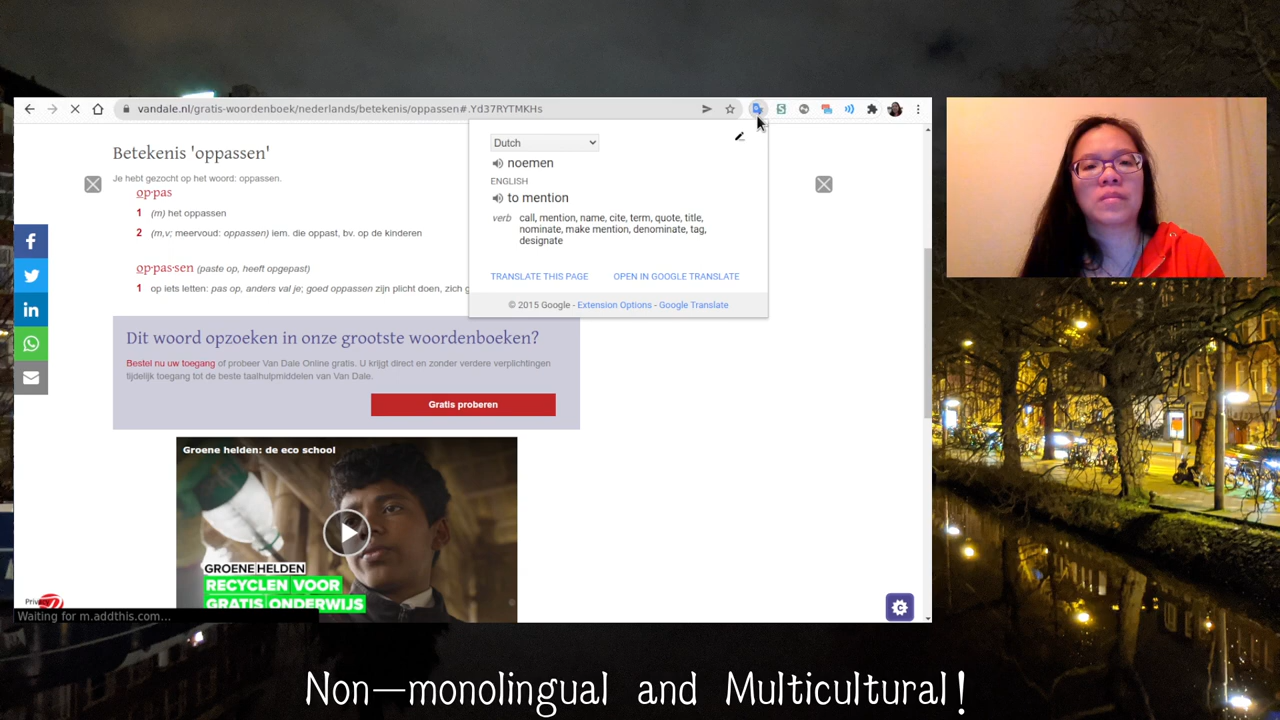 vandale.nl/gratis-woordenboek/nederlands/betekenis/oppassen#.Yd37RYTMKHs
Betekenis 'oppassen'
Je hebt gezocht op het woord: oppassen.
op·pas
1 (m) het oppassen
2 (m,v; meervoud: oppassen) iem. die oppast, bv. op de kinderen
op·pas·sen (paste op, heeft opgepast)
1 op iets letten: pas op, anders val je; goed oppassen zijn plicht doen, zich g
Dutch
noemen
ENGLISH
to mention
verb call, mention, name, cite, term, quote, title,
nominate, make mention, denominate, tag,
designate
TRANSLATE THIS PAGE OPEN IN GOOGLE TRANSLATE
© 2015 Google - Extension Options - Google Translate
Dit woord opzoeken in onze grootste woordenboeken?
Bestel nu uw toegang of probeer Van Dale Online gratis. U krijgt direct en zonder verdere verplichtingen
tijdelijk toegang tot de beste taalhulpmiddelen van Van Dale.
Gratis proberen
Groene helden: de eco school
GROENE HELDEN
RECYCLEN VOOR
GRATIS ONDERWIJS
Waiting for m.addthis.com...
Non-monolingual and Multicultural!